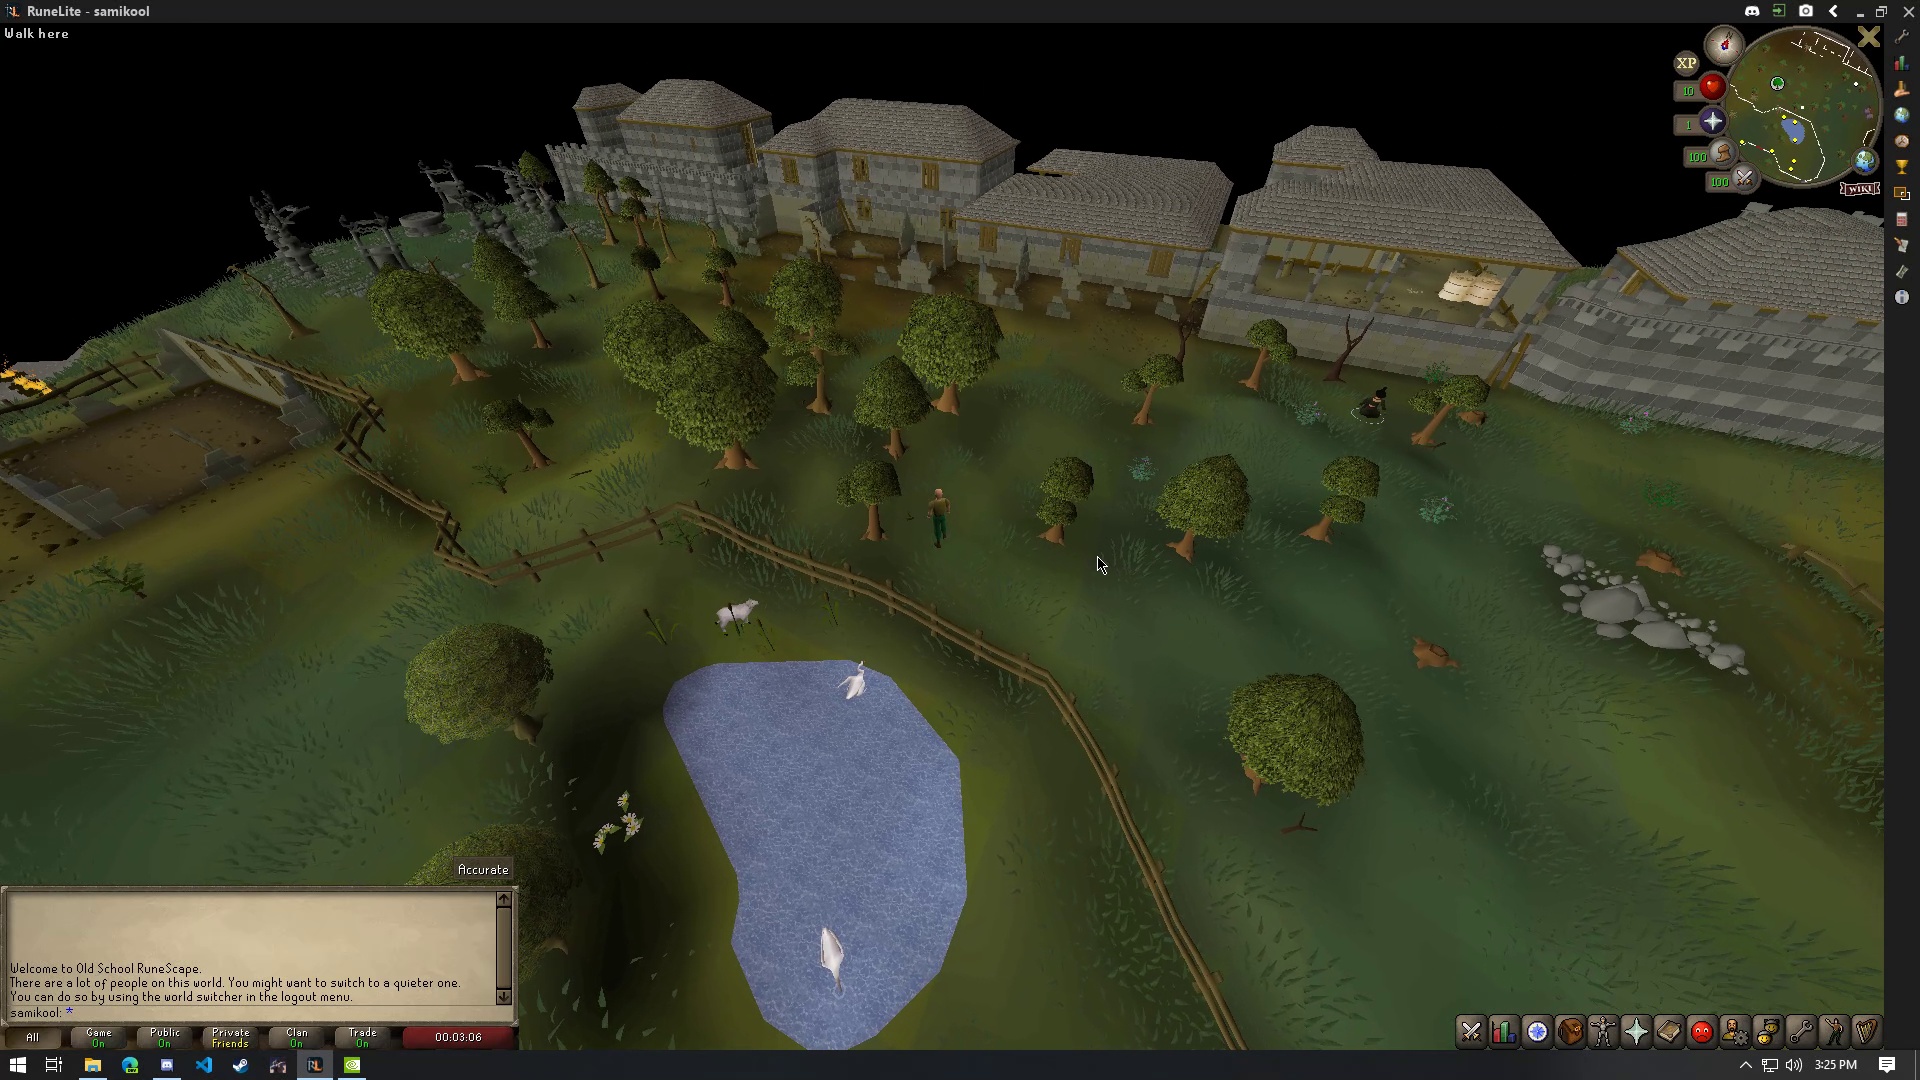 RuneLite - samikool
Walk here
XP
10
1
100
100
WIKI
Accurate
Welcome to Old School RuneScape.
There are a lot of people on this world. You might want to switch to a quieter one.
You can do so by using the world switcher in the logout menu.
samikool: *
All
Game
On
Public
On
Private
Friends
Clan
On
Trade
On
00:03:06
3:25 PM